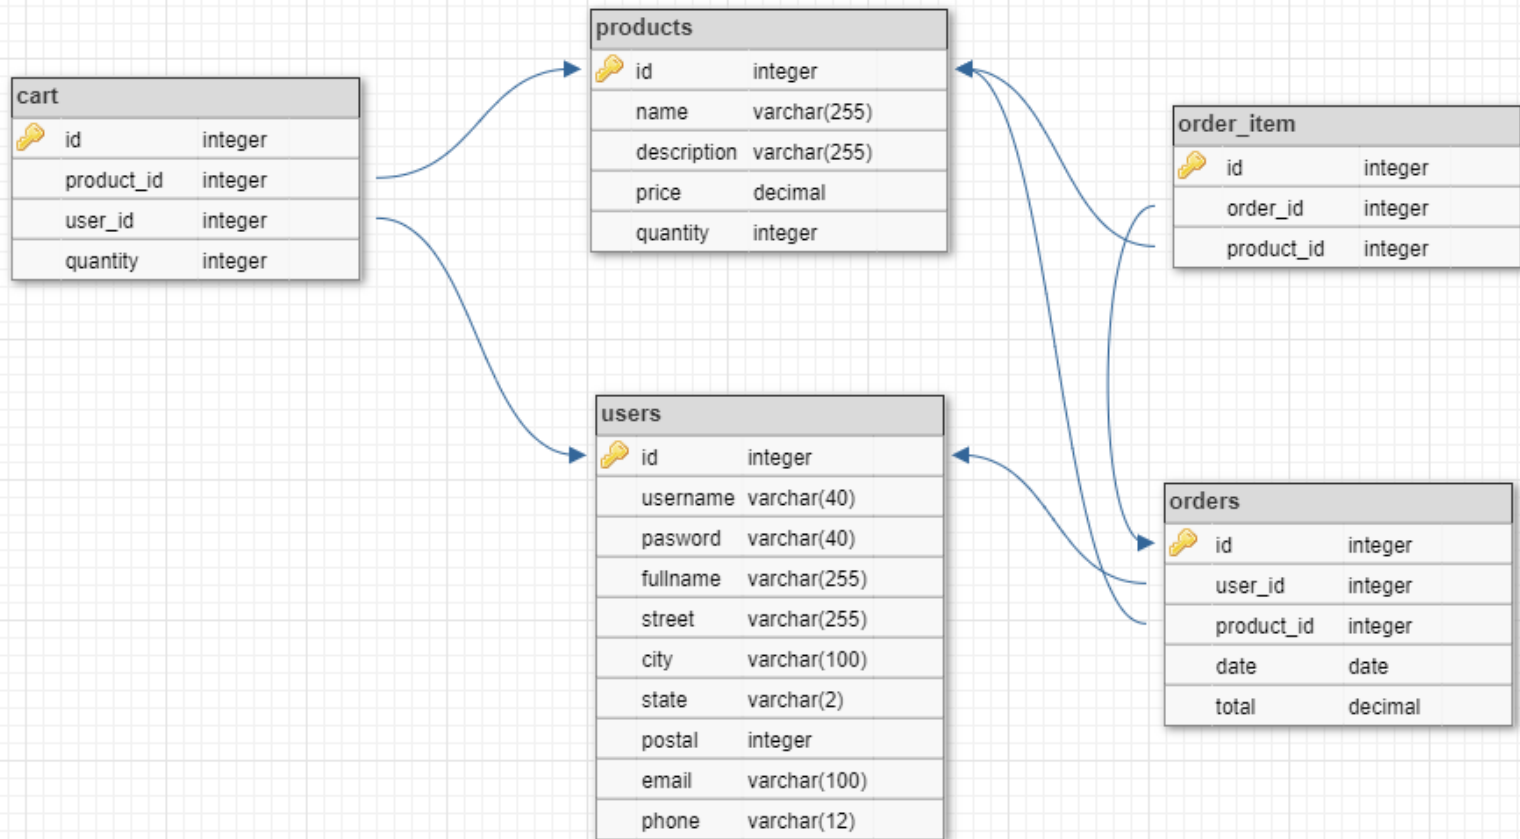 products
id integer
name varchar(255)
description varchar(255)
price decimal
quantity integer
cart
id integer
product_id integer
user_id integer
quantity integer
order_item
id integer
order_id integer
product_id integer
users
id integer
username varchar(40)
pasword varchar(40)
fullname varchar(255)
street varchar(255)
city varchar(100)
state varchar(2)
postal integer
email varchar(100)
phone varchar(12)
orders
id integer
user_id integer
product_id integer
date date
total decimal